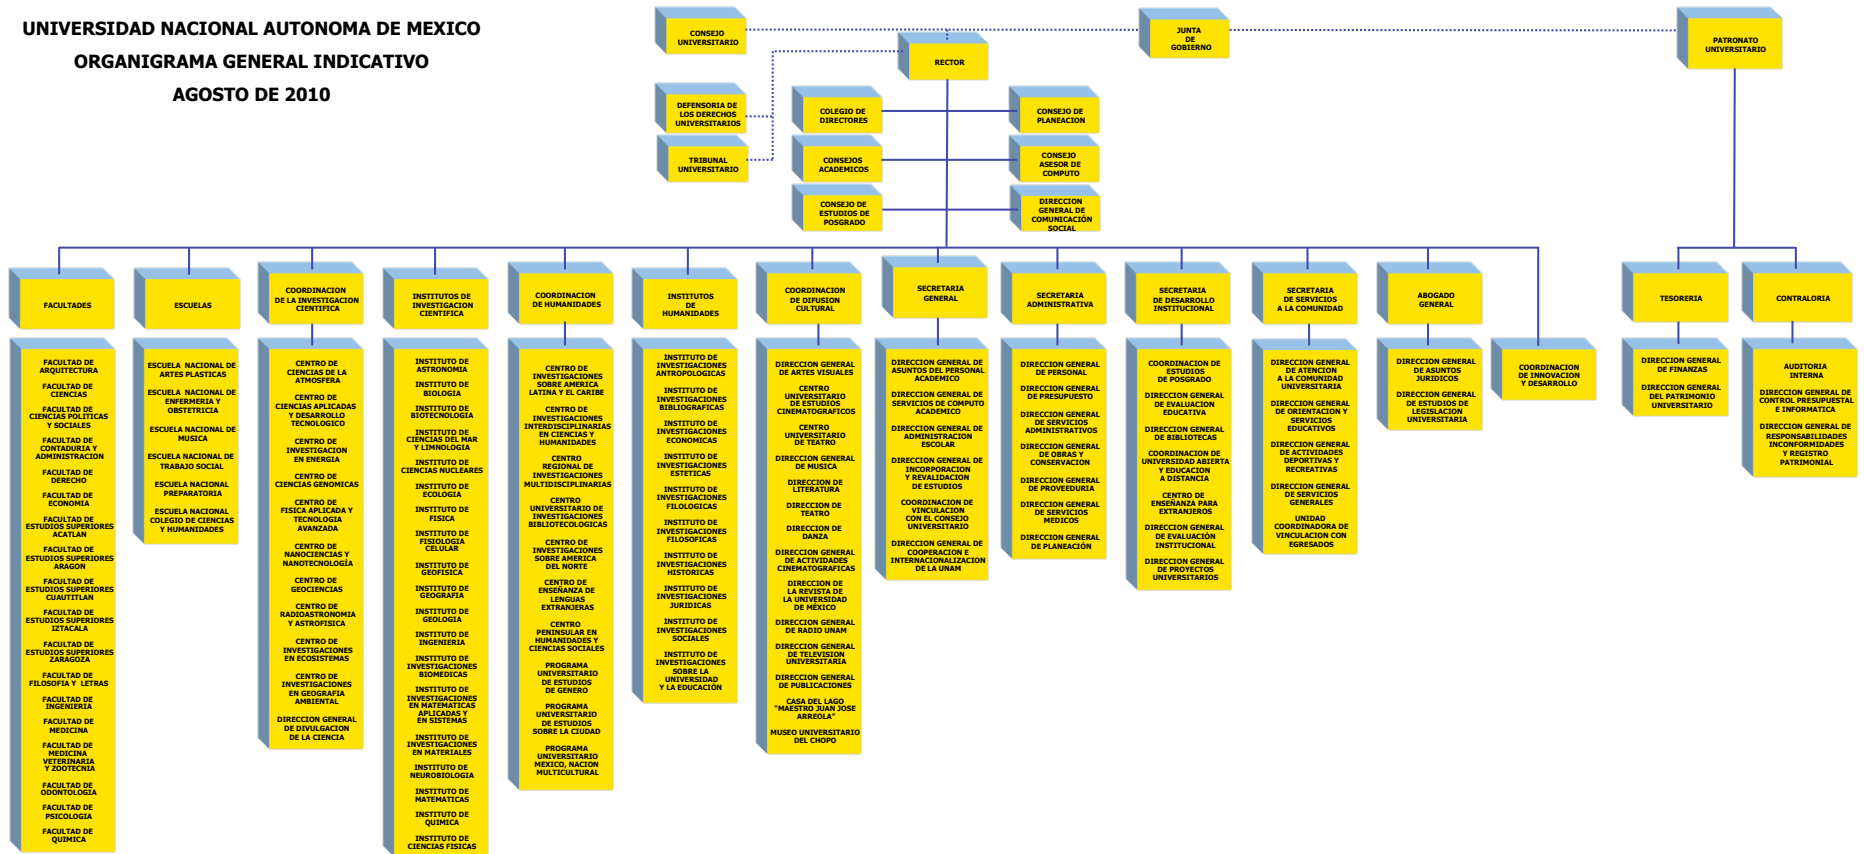 UNIVERSIDAD NACIONAL AUTONOMA DE MEXICO
ORGANIGRAMA GENERAL INDICATIVO
AGOSTO DE 2010
CONSEJO
UNIVERSITARIO
JUNTA
DE
GOBIERNO
PATRONATO
UNIVERSITARIO
RECTOR
DEFENSORIA DE
LOS DERECHOS
UNIVERSITARIOS
TRIBUNAL
UNIVERSITARIO
COLEGIO DE
DIRECTORES
CONSEJO DE
PLANEACION
CONSEJOS
ACADEMICOS
CONSEJO
ASESOR DE
COMPUTO
CONSEJO DE
ESTUDIOS DE
POSGRADO
DIRECCION
GENERAL DE
COMUNICACIÓN
SOCIAL
FACULTADES
FACULTAD DE
ARQUITECTURA
FACULTAD DE
CIENCIAS
FACULTAD DE
CIENCIAS POLITICAS
Y SOCIALES
FACULTAD DE
CONTADURIA Y
ADMINISTRACION
FACULTAD DE
DERECHO
FACULTAD DE
ECONOMIA
FACULTAD DE
ESTUDIOS SUPERIORES
ACATLAN
FACULTAD DE
ESTUDIOS SUPERIORES
ARAGON
FACULTAD DE
ESTUDIOS SUPERIORES
CUAUTITLAN
FACULTAD DE
ESTUDIOS SUPERIORES
IZTACALA
FACULTAD DE
ESTUDIOS SUPERIORES
ZARAGOZA
FACULTAD DE
FILOSOFIA Y LETRAS
FACULTAD DE
INGENIERIA
FACULTAD DE
MEDICINA
FACULTAD DE
MEDICINA
VETERINARIA
Y ZOOTECNIA
FACULTAD DE
ODONTOLOGIA
FACULTAD DE
PSICOLOGIA
FACULTAD DE
QUIMICA
ESCUELAS
ESCUELA NACIONAL DE
ARTES PLASTICAS
ESCUELA NACIONAL DE
ENFERMERIA Y
OBSTETRICIA
ESCUELA NACIONAL DE
MUSICA
ESCUELA NACIONAL DE
TRABAJO SOCIAL
ESCUELA NACIONAL
PREPARATORIA
ESCUELA NACIONAL
COLEGIO DE CIENCIAS
Y HUMANIDADES
COORDINACION
DE LA INVESTIGACION
CIENTIFICA
CENTRO DE
CIENCIAS DE LA
ATMOSFERA
CENTRO DE
CIENCIAS APLICADAS
Y DESARROLLO
TECNOLOGICO
CENTRO DE
INVESTIGACION
EN ENERGIA
CENTRO DE
CIENCIAS GENOMICAS
CENTRO DE
FISICA APLICADA Y
TECNOLOGIA
AVANZADA
CENTRO DE
NANOCIENCIAS Y
NANOTECNOLOGÍA
CENTRO DE
GEOCIENCIAS
CENTRO DE
RADIOASTRONOMIA
Y ASTROFISICA
CENTRO DE
INVESTIGACIONES
EN ECOSISTEMAS
CENTRO DE
INVESTIGACIONES
EN GEOGRAFIA
AMBIENTAL
DIRECCION GENERAL
DE DIVULGACION
DE LA CIENCIA
INSTITUTOS DE
INVESTIGACION
CIENTIFICA
INSTITUTO DE
ASTRONOMIA
INSTITUTO DE
BIOLOGIA
INSTITUTO DE
BIOTECNOLOGIA
INSTITUTO DE
CIENCIAS DEL MAR
Y LIMNOLOGIA
INSTITUTO DE
CIENCIAS NUCLEARES
INSTITUTO DE
ECOLOGIA
INSTITUTO DE
FISICA
INSTITUTO DE
FISIOLOGIA
CELULAR
INSTITUTO DE
GEOFISICA
INSTITUTO DE
GEOGRAFIA
INSTITUTO DE
GEOLOGIA
INSTITUTO DE
INGENIERIA
INSTITUTO DE
INVESTIGACIONES
BIOMEDICAS
INSTITUTO DE
INVESTIGACIONES
EN MATEMATICAS
APLICADAS Y
EN SISTEMAS
INSTITUTO DE
INVESTIGACIONES
EN MATERIALES
INSTITUTO DE
NEUROBIOLOGIA
INSTITUTO DE
MATEMATICAS
INSTITUTO DE
QUIMICA
INSTITUTO DE
CIENCIAS FISICAS
COORDINACION
DE HUMANIDADES
CENTRO DE
INVESTIGACIONES
SOBRE AMERICA
LATINA Y EL CARIBE
CENTRO DE
INVESTIGACIONES
INTERDISCIPLINARIAS
EN CIENCIAS Y
HUMANIDADES
CENTRO
REGIONAL DE
INVESTIGACIONES
MULTIDISCIPLINARIAS
CENTRO
UNIVERSITARIO DE
INVESTIGACIONES
BIBLIOTECOLOGICAS
CENTRO DE
INVESTIGACIONES
SOBRE AMERICA
DEL NORTE
CENTRO DE
ENSEÑANZA DE
LENGUAS
EXTRANJERAS
CENTRO
PENINSULAR EN
HUMANIDADES Y
CIENCIAS SOCIALES
PROGRAMA
UNIVERSITARIO
DE ESTUDIOS
DE GENERO
PROGRAMA
UNIVERSITARIO
DE ESTUDIOS
SOBRE LA CIUDAD
PROGRAMA
UNIVERSITARIO
MEXICO, NACION
MULTICULTURAL
INSTITUTOS
DE
HUMANIDADES
INSTITUTO DE
INVESTIGACIONES
ANTROPOLOGICAS
INSTITUTO DE
INVESTIGACIONES
BIBLIOGRAFICAS
INSTITUTO DE
INVESTIGACIONES
ECONOMICAS
INSTITUTO DE
INVESTIGACIONES
ESTETICAS
INSTITUTO DE
INVESTIGACIONES
FILOLOGICAS
INSTITUTO DE
INVESTIGACIONES
FILOSOFICAS
INSTITUTO DE
INVESTIGACIONES
HISTORICAS
INSTITUTO DE
INVESTIGACIONES
JURIDICAS
INSTITUTO DE
INVESTIGACIONES
SOCIALES
INSTITUTO DE
INVESTIGACIONES
SOBRE LA
UNIVERSIDAD
Y LA EDUCACIÓN
COORDINACION
DE DIFUSION
CULTURAL
DIRECCION GENERAL
DE ARTES VISUALES
CENTRO
UNIVERSITARIO
DE ESTUDIOS
CINEMATOGRAFICOS
CENTRO
UNIVERSITARIO
DE TEATRO
DIRECCION GENERAL
DE MUSICA
DIRECCION DE
LITERATURA
DIRECCION DE
TEATRO
DIRECCION DE
DANZA
DIRECCION GENERAL
DE ACTIVIDADES
CINEMATOGRAFICAS
DIRECCION DE
LA REVISTA DE
LA UNIVERSIDAD
DE MÉXICO
DIRECCION GENERAL
DE RADIO UNAM
DIRECCION GENERAL
DE TELEVISION
UNIVERSITARIA
DIRECCION GENERAL
DE PUBLICACIONES
CASA DEL LAGO
"MAESTRO JUAN JOSE
ARREOLA"
MUSEO UNIVERSITARIO
DEL CHOPO
SECRETARIA
GENERAL
DIRECCION GENERAL DE
ASUNTOS DEL PERSONAL
ACADEMICO
DIRECCION GENERAL DE
SERVICIOS DE COMPUTO
ACADEMICO
DIRECCION GENERAL DE
ADMINISTRACION
ESCOLAR
DIRECCION GENERAL DE
INCORPORACION
Y REVALIDACION
DE ESTUDIOS
COORDINACION DE
VINCULACION
CON EL CONSEJO
UNIVERSITARIO
DIRECCION GENERAL DE
COOPERACION E
INTERNACIONALIZACION
DE LA UNAM
SECRETARIA
ADMINISTRATIVA
DIRECCION GENERAL
DE PERSONAL
DIRECCION GENERAL
DE PRESUPUESTO
DIRECCION GENERAL
DE SERVICIOS
ADMINISTRATIVOS
DIRECCION GENERAL
DE OBRAS Y
CONSERVACION
DIRECCION GENERAL
DE PROVEEDURIA
DIRECCION GENERAL
DE SERVICIOS
MEDICOS
DIRECCION GENERAL
DE PLANEACIÓN
SECRETARIA
DE DESARROLLO
INSTITUCIONAL
COORDINACION DE
ESTUDIOS
DE POSGRADO
DIRECCION GENERAL
DE EVALUACION
EDUCATIVA
DIRECCION GENERAL
DE BIBLIOTECAS
COORDINACION DE
UNIVERSIDAD ABIERTA
Y EDUCACION
A DISTANCIA
CENTRO DE
ENSEÑANZA PARA
EXTRANJEROS
DIRECCION GENERAL
DE EVALUACIÓN
INSTITUCIONAL
DIRECCION GENERAL
DE PROYECTOS
UNIVERSITARIOS
SECRETARIA
DE SERVICIOS
A LA COMUNIDAD
DIRECCION GENERAL
DE ATENCION
A LA COMUNIDAD
UNIVERSITARIA
DIRECCION GENERAL
DE ORIENTACION Y
SERVICIOS
EDUCATIVOS
DIRECCION GENERAL
DE ACTIVIDADES
DEPORTIVAS Y
RECREATIVAS
DIRECCION GENERAL
DE SERVICIOS
GENERALES
UNIDAD
COORDINADORA DE
VINCULACION CON
EGRESADOS
ABOGADO
GENERAL
DIRECCION GENERAL
DE ASUNTOS
JURIDICOS
DIRECCION GENERAL
DE ESTUDIOS DE
LEGISLACION
UNIVERSITARIA
COORDINACION
DE INNOVACION
Y DESARROLLO
TESORERIA
DIRECCION GENERAL
DE FINANZAS
DIRECCION GENERAL
DEL PATRIMONIO
UNIVERSITARIO
CONTRALORIA
AUDITORIA
INTERNA
DIRECCION GENERAL DE
CONTROL PRESUPUESTAL
E INFORMATICA
DIRECCION GENERAL DE
RESPONSABILIDADES
INCONFORMIDADES
Y REGISTRO
PATRIMONIAL